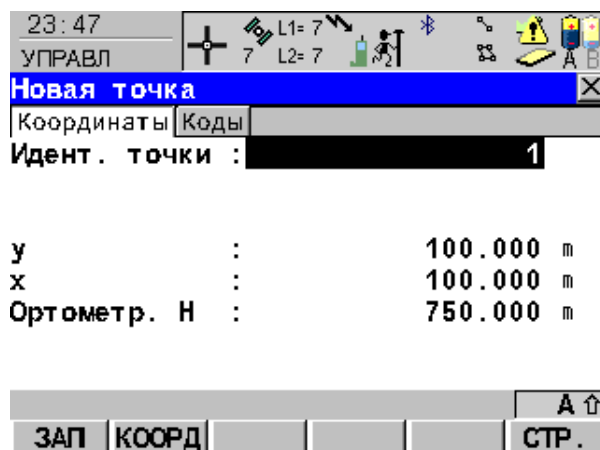 23:47
УПРАВЛ
7 L1= 7
L2= 7
A B
Новая точка
Координаты Коды
Идент. точки : 1
y : 100.000 m
x : 100.000 m
Ортометр. H : 750.000 m
A
ЗАП КООРД СТР.